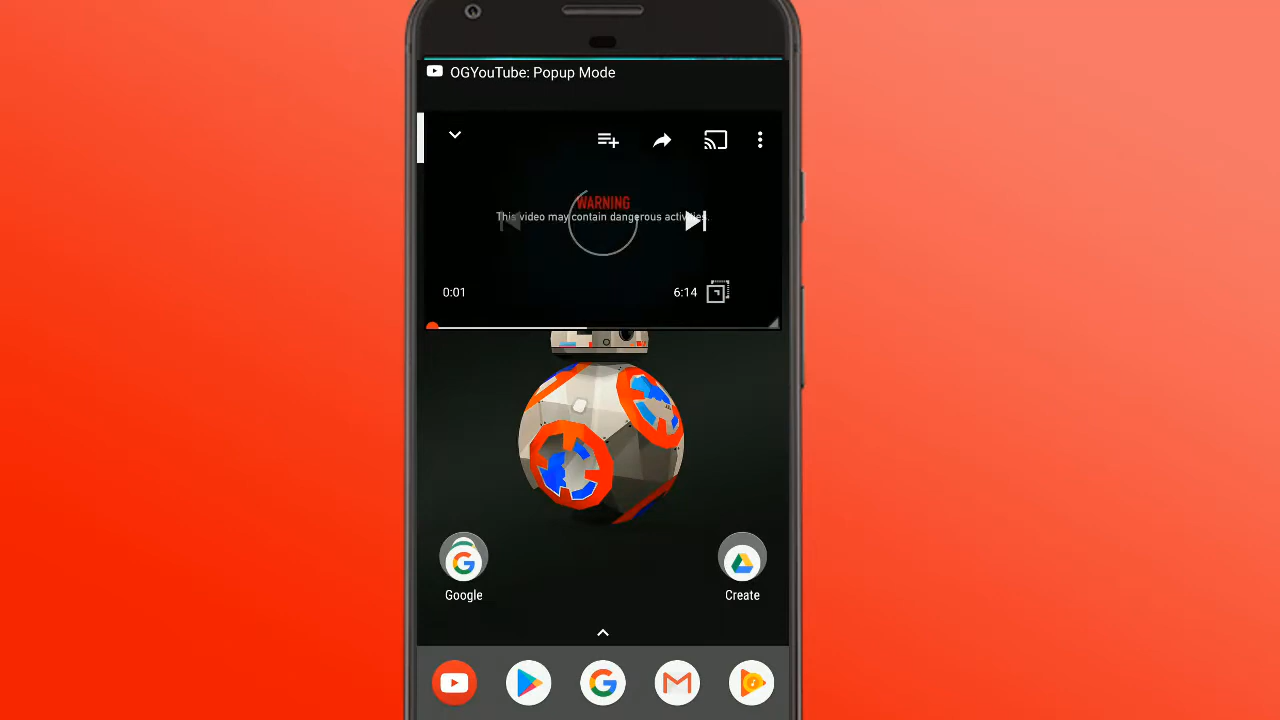 OGYouTube: Popup Mode
WARNING
This video may contain dangerous activities.
0:01
6:14
Google
Create